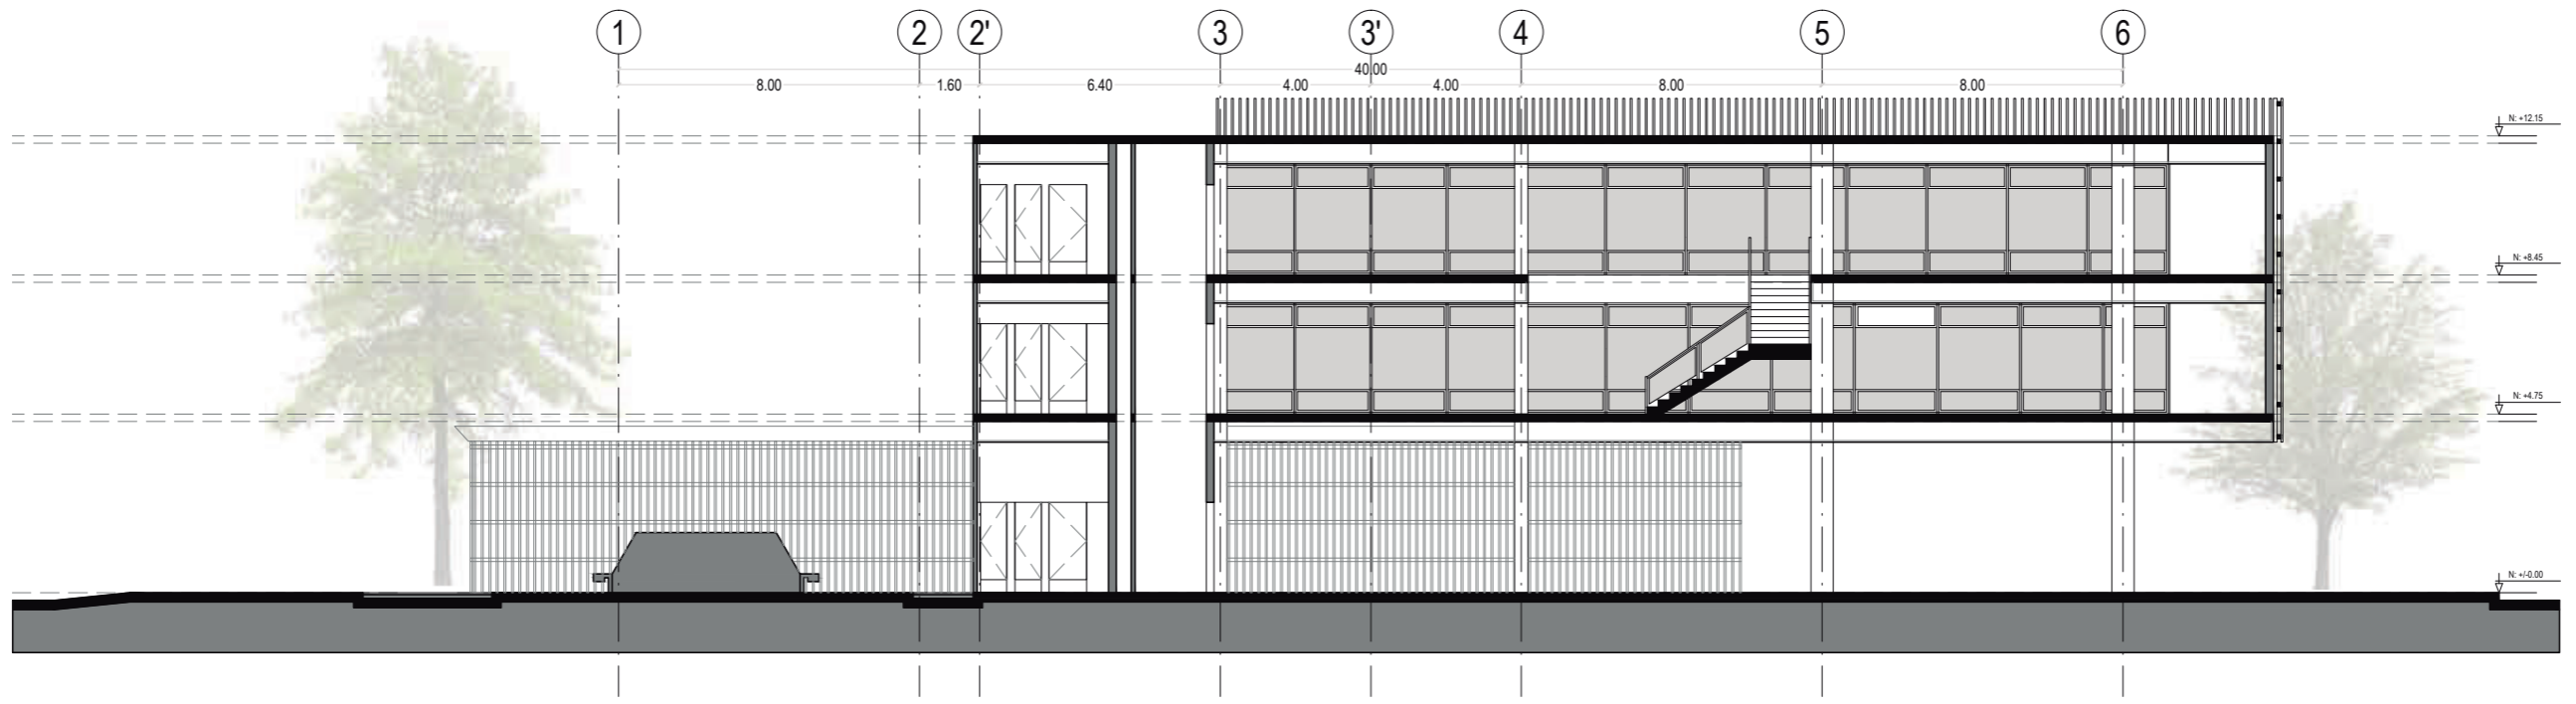 1 2 2' 3 3' 4 5 6
40.00
8.00 1.60 6.40 4.00 4.00 8.00 8.00
N: +12.15
N: +8.45
N: +4.75
N: +/-0.00